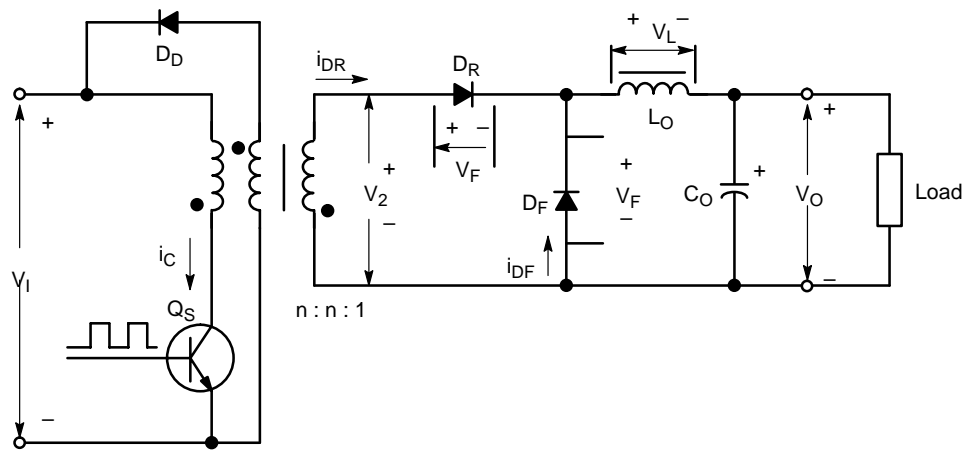 D_D
i_DR
D_R
+ V_L –
L_O
+
+ –
V_F
+
V_2
–
D_F
+
V_F
–
i_DF
C_O
+
+
V_O
–
Load
V_I
i_C
Q_S
n : n : 1
–